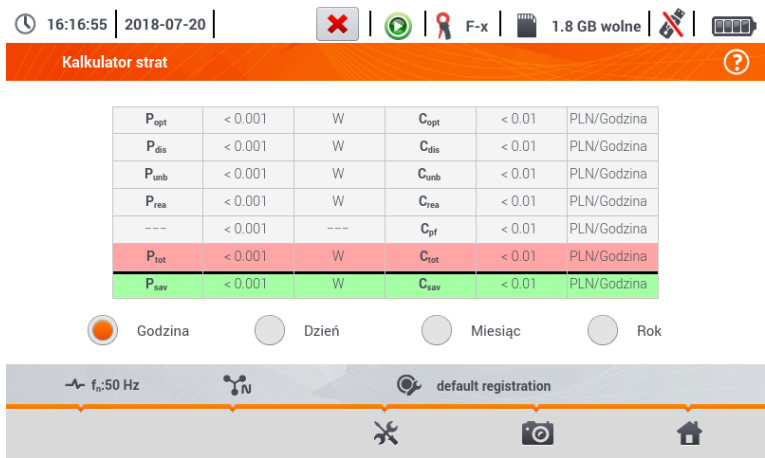 16:16:55 2018-07-20 F-x 1.8 GB wolne
Kalkulator strat ?
Popt < 0.001 W Copt < 0.01 PLN/Godzina
Pdis < 0.001 W Cdis < 0.01 PLN/Godzina
Punb < 0.001 W Cunb < 0.01 PLN/Godzina
Prea < 0.001 W Crea < 0.01 PLN/Godzina
--- < 0.001 --- Cpf < 0.01 PLN/Godzina
Ptot < 0.001 W Ctot < 0.01 PLN/Godzina
Psav < 0.001 W Csav < 0.01 PLN/Godzina
Godzina Dzień Miesiąc Rok
fn:50 Hz N default registration